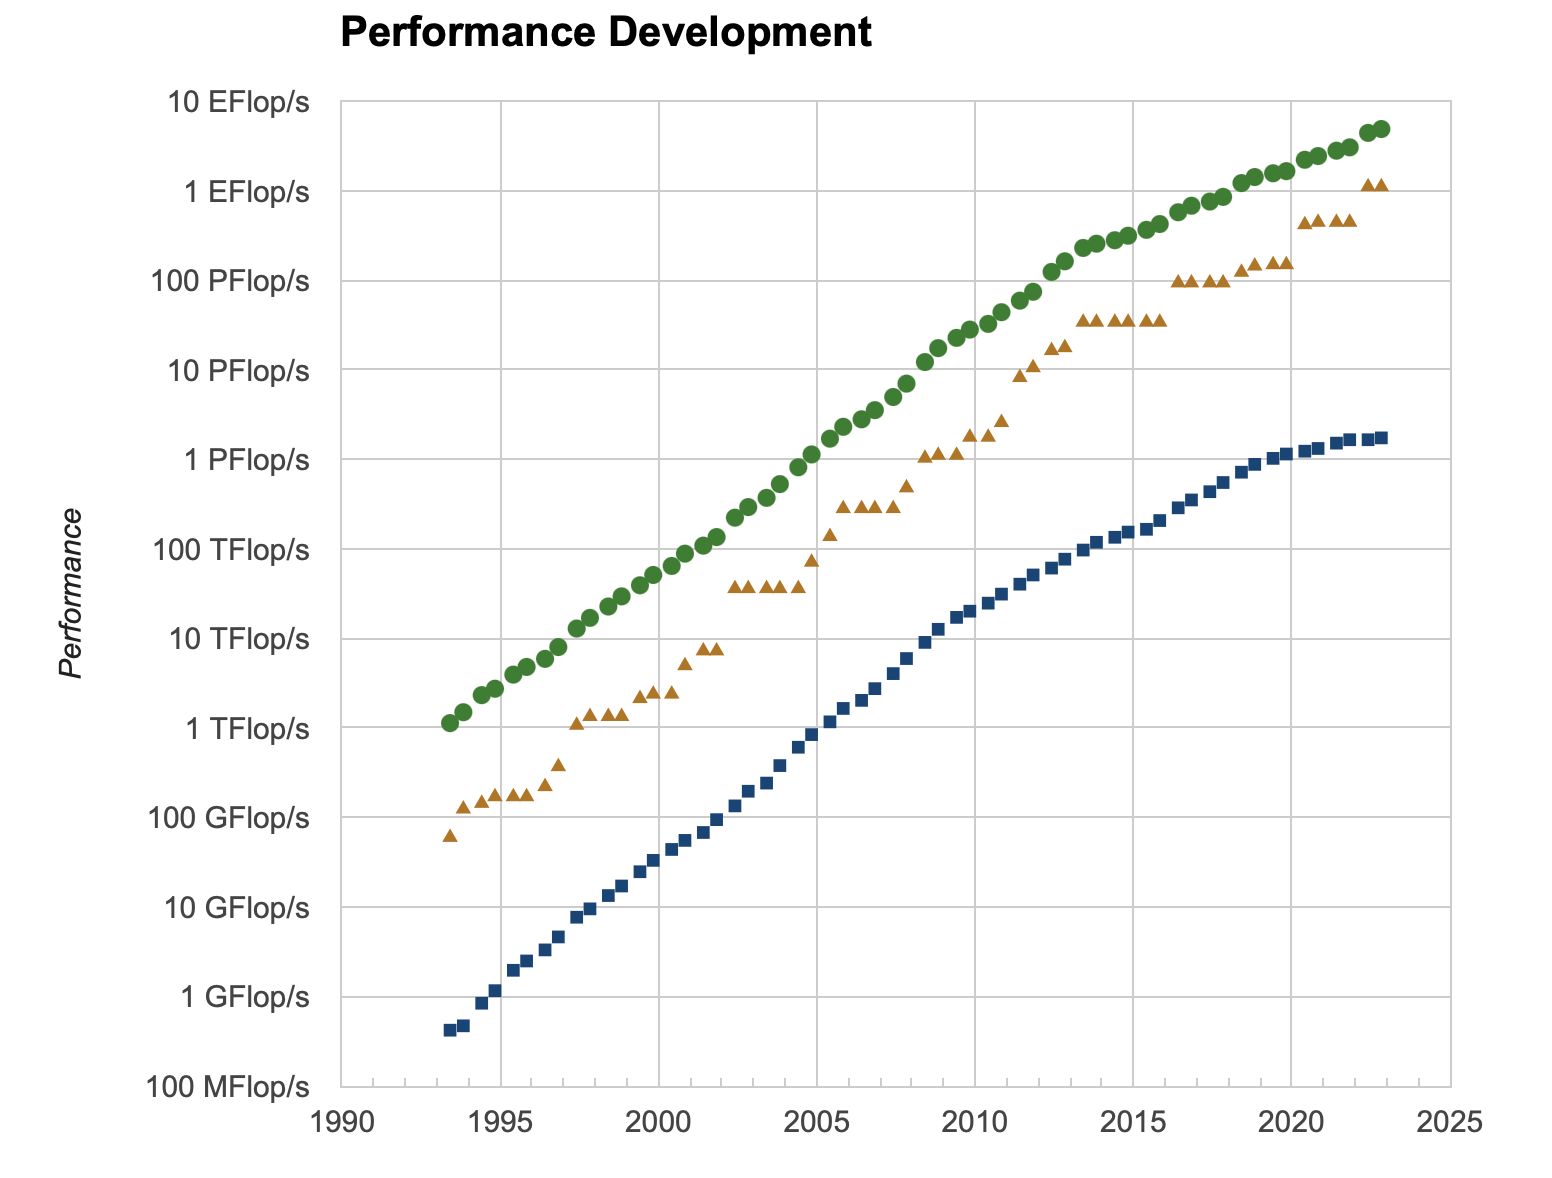 Performance Development
10 EFlop/s
1 EFlop/s
100 PFlop/s
10 PFlop/s
1 PFlop/s
100 TFlop/s
10 TFlop/s
1 TFlop/s
100 GFlop/s
10 GFlop/s
1 GFlop/s
100 MFlop/s
Performance
1990 1995 2000 2005 2010 2015 2020 2025